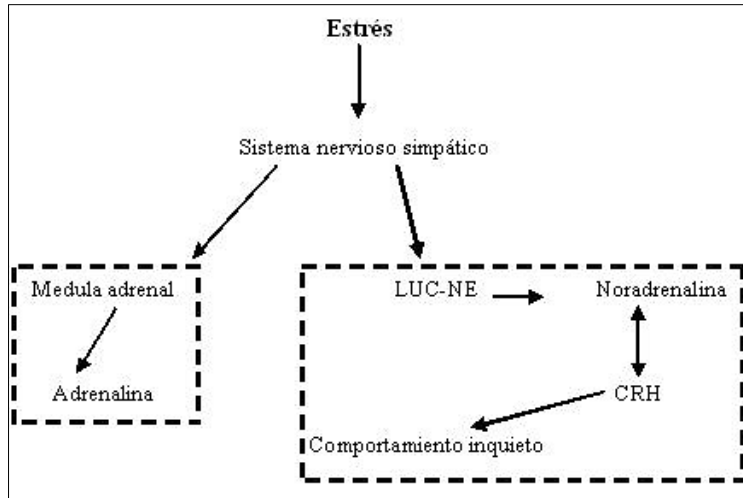 Estrés
Sistema nervioso simpático
Medula adrenal
LUC-NE
Noradrenalina
Adrenalina
CRH
Comportamiento inquieto